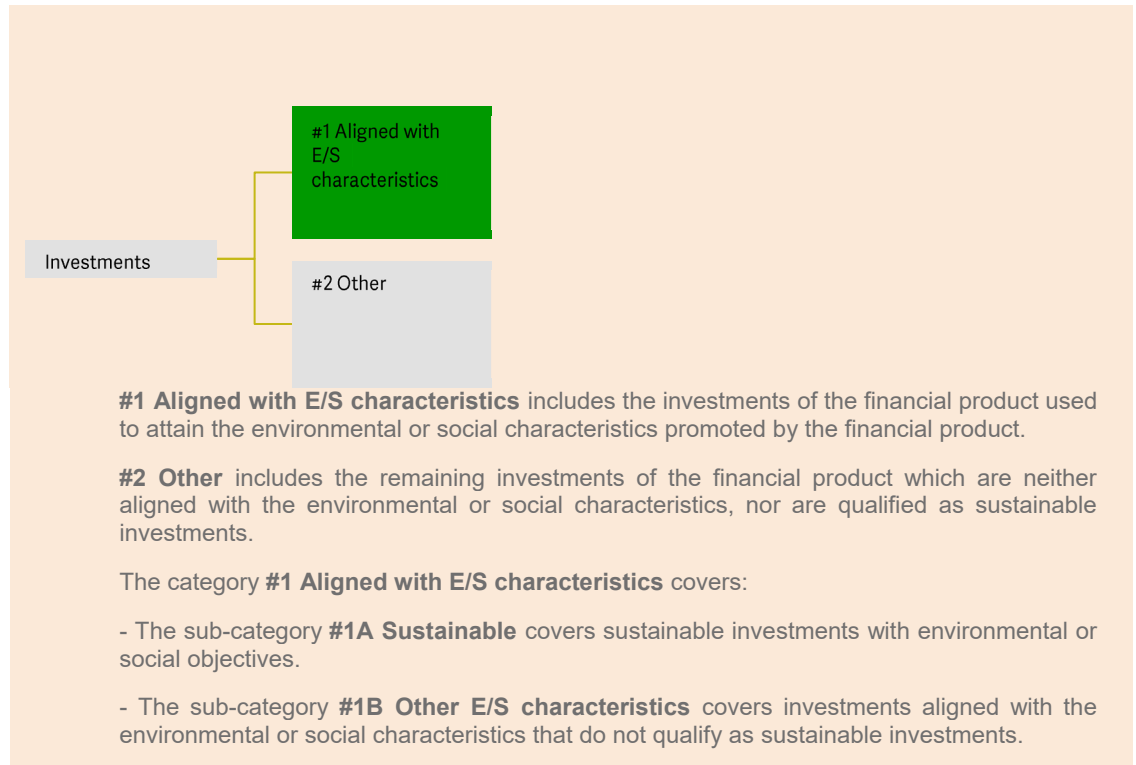 #1 Aligned with
E/S
characteristics
Investments
#2 Other
#1 Aligned with E/S characteristics includes the investments of the financial product used
to attain the environmental or social characteristics promoted by the financial product.
#2 Other includes the remaining investments of the financial product which are neither
aligned with the environmental or social characteristics, nor are qualified as sustainable
investments.
The category #1 Aligned with E/S characteristics covers:
- The sub-category #1A Sustainable covers sustainable investments with environmental or
social objectives.
- The sub-category #1B Other E/S characteristics covers investments aligned with the
environmental or social characteristics that do not qualify as sustainable investments.